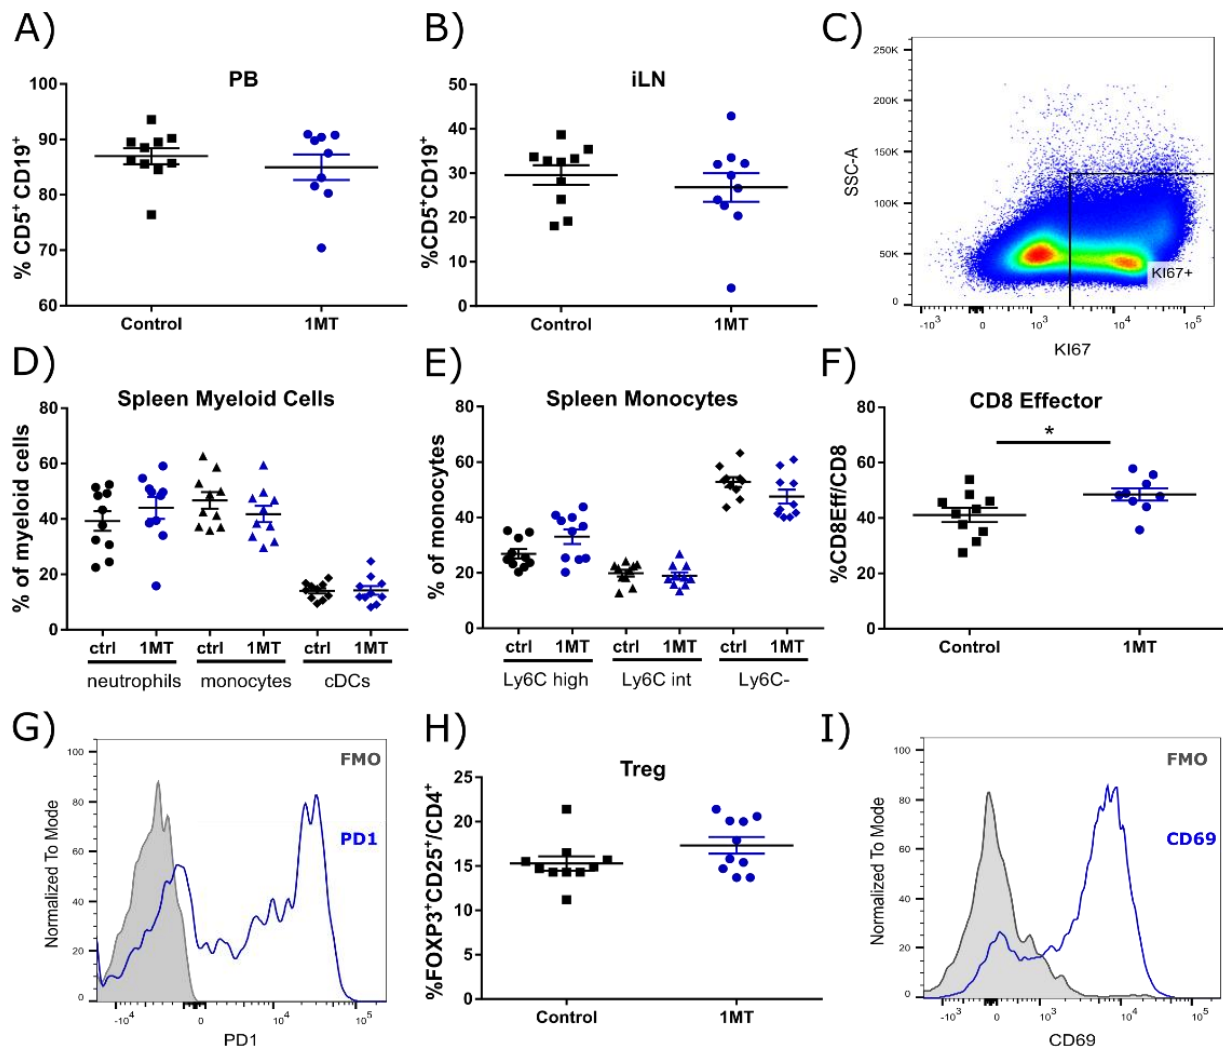 A)
PB
% CD5⁺ CD19⁺
100
90
80
70
60
Control 1MT
B)
iLN
%CD5⁺CD19⁺
50
40
30
20
10
0
Control 1MT
C)
SSC-A
250K
200K
150K
100K
50K
0
KI67+
-10³ 0 10³ 10⁴ 10⁵
KI67
D)
Spleen Myeloid Cells
% of myeloid cells
80
60
40
20
0
ctrl 1MT ctrl 1MT ctrl 1MT
neutrophils monocytes cDCs
E)
Spleen Monocytes
% of monocytes
80
60
40
20
0
ctrl 1MT ctrl 1MT ctrl 1MT
Ly6C high Ly6C int Ly6C-
F)
CD8 Effector
*
%CD8Eff/CD8
80
60
40
20
0
Control 1MT
G)
FMO
PD1
Normalized To Mode
100
80
60
40
20
0
-10⁴ 0 10⁴ 10⁵
PD1
H)
Treg
%FOXP3⁺CD25⁺/CD4⁺
25
20
15
10
5
0
Control 1MT
I)
FMO
CD69
Normalized To Mode
100
80
60
40
20
0
-10³ 0 10³ 10⁴ 10⁵
CD69